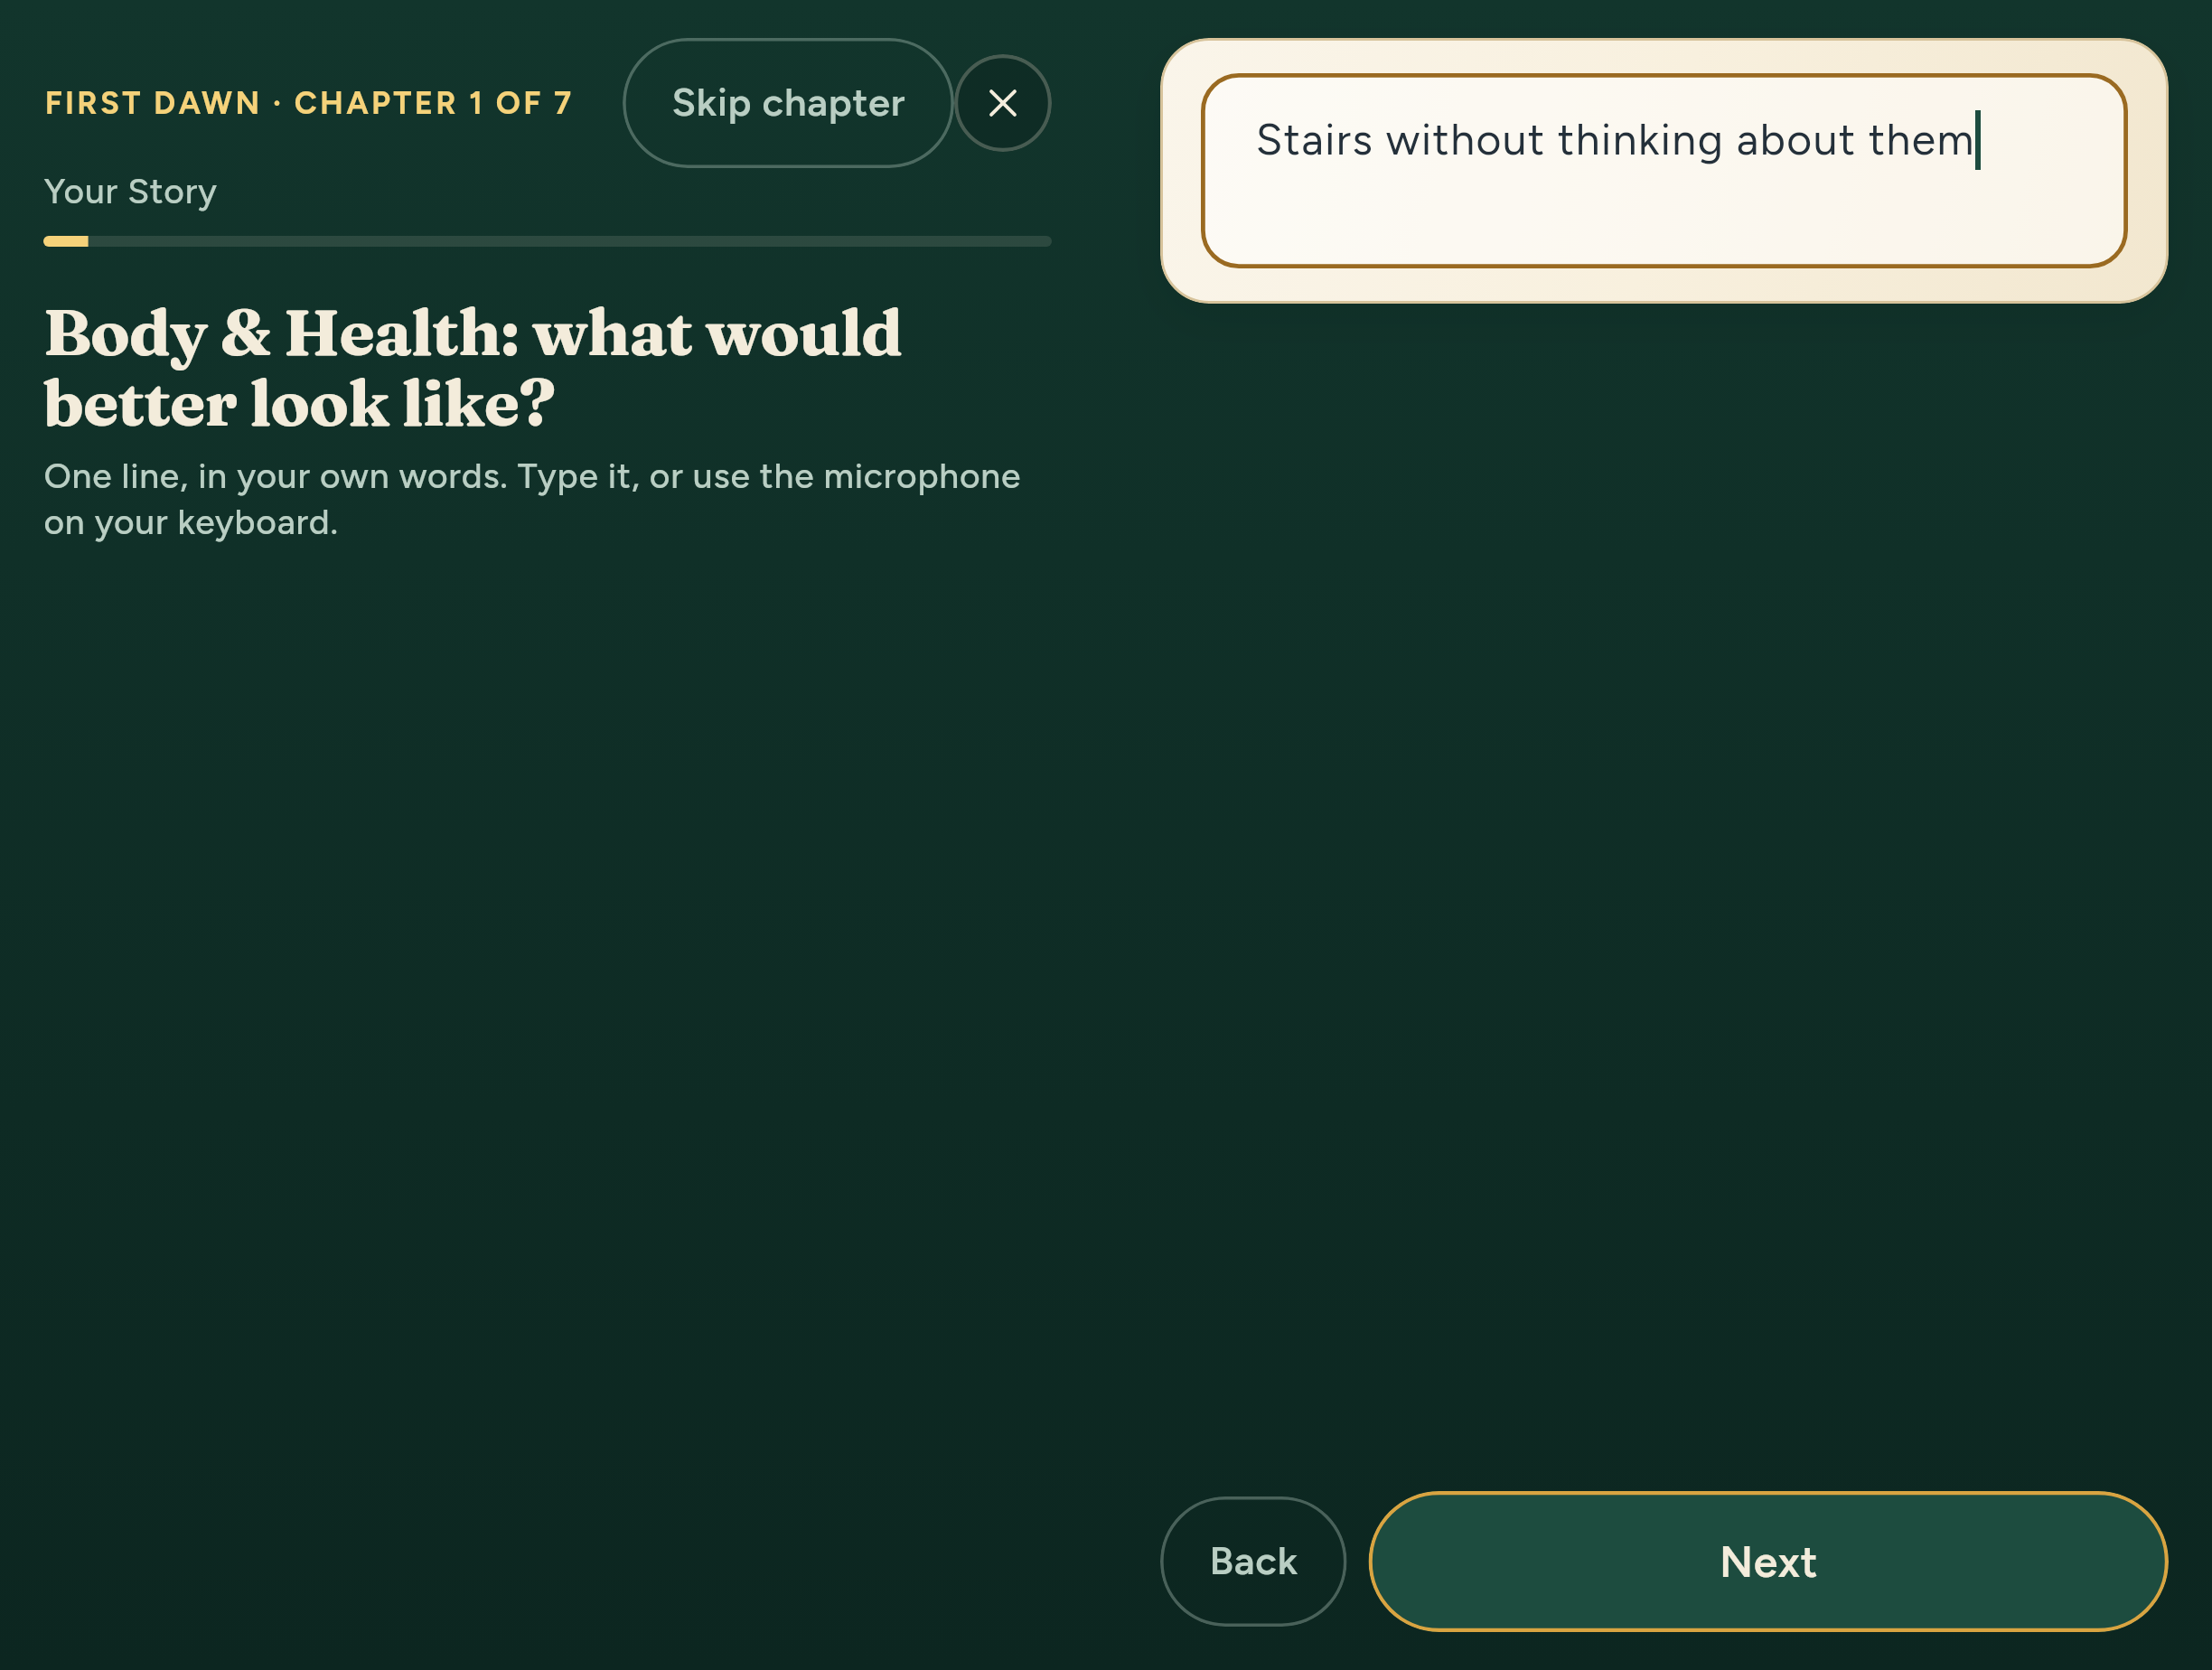 FIRST DAWN · CHAPTER 1 OF 7
Skip chapter
Your Story
Body & Health: what would
better look like?
One line, in your own words. Type it, or use the microphone
on your keyboard.
Stairs without thinking about them
Back
Next